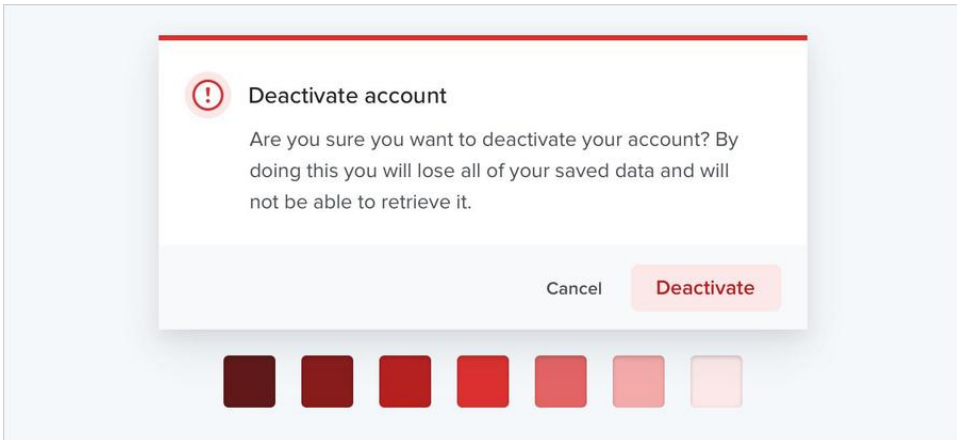 Deactivate account
Are you sure you want to deactivate your account? By
doing this you will lose all of your saved data and will
not be able to retrieve it.
Cancel
Deactivate